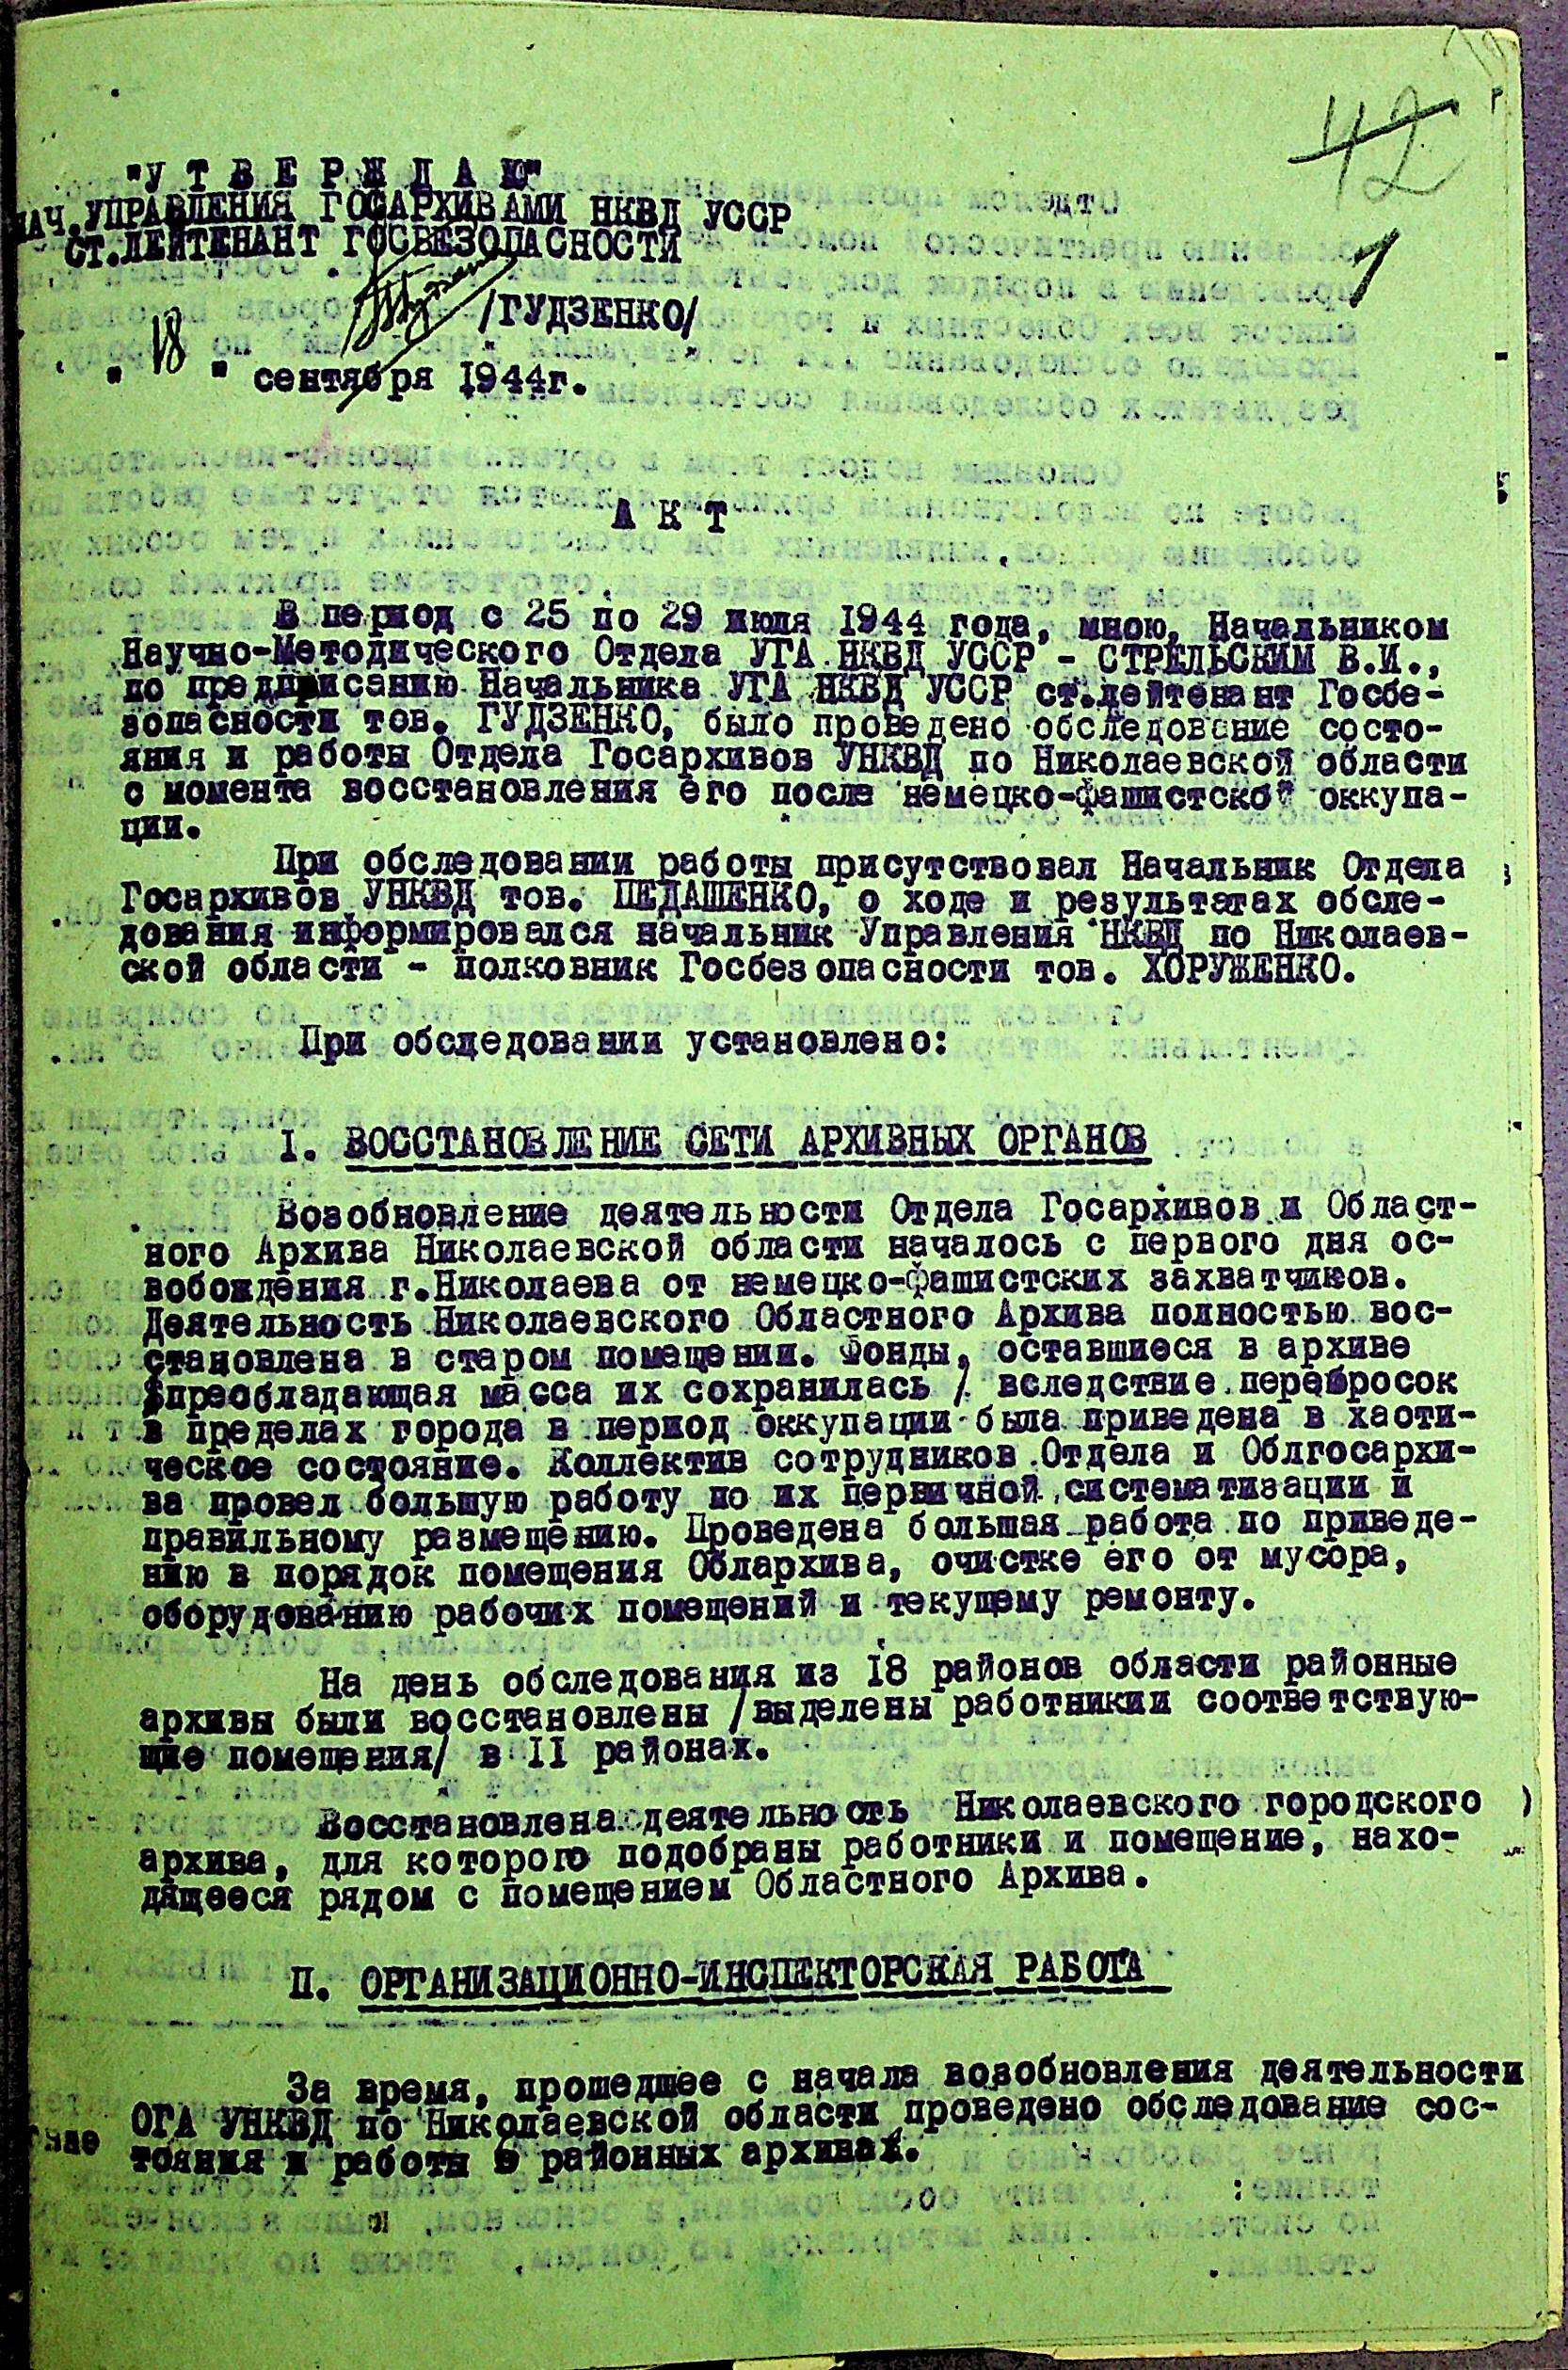 42
1
"У Т В Е Р Ж Д А Ю"
НАЧ.УПРАВЛЕНИЯ ГОСАРХИВАМИ НКВД УССР
СТ.ЛЕЙТЕНАНТ ГОСБЕЗОПАСНОСТИ
/ГУДЗЕНКО/
" 18 " сентября 1944г.
А К Т
В период с 25 по 29 июля 1944 года, мною, Начальником
Научно-Методического Отдела УГА НКВД УССР - СТРЕЛЬСКИМ В.И.,
по предписанию Начальника УГА НКВД УССР ст.лейтенант Госбе-
зопасности тов. ГУДЗЕНКО, было проведено обследование состо-
яния и работы Отдела Госархивов УНКВД по Николаевской области
с момента восстановления его после немецко-фашистской оккупа-
ции.
При обследовании работы присутствовал Начальник Отдела
Госархивов УНКВД тов. ПЕДАШЕНКО, о ходе и результатах обсле-
дования информировался начальник Управления НКВД по Николаев-
ской области - полковник Госбезопасности тов. ХОРУЖЕНКО.
При обследовании установлено:
I. ВОССТАНОВЛЕНИЕ СЕТИ АРХИВНЫХ ОРГАНОВ
Возобновление деятельности Отдела Госархивов и Област-
ного Архива Николаевской области началось с первого дня ос-
вобождения г.Николаева от немецко-фашистских захватчиков.
Деятельность Николаевского Областного Архива полностью вос-
становлена в старом помещении. Фонды, оставшиеся в архиве
/преобладающая масса их сохранилась / вследствие перебросок
в пределах города в период оккупации была приведена в хаоти-
ческое состояние. Коллектив сотрудников Отдела и Облгосархи-
ва провел большую работу по их первичной систематизации и
правильному размещению. Проведена большая работа по приведе-
нию в порядок помещения Облархива, очистке его от мусора,
оборудованию рабочих помещений и текущему ремонту.
На день обследования из 18 районов области районные
архивы были восстановлены /выделены работникии соответствую-
щие помещения/ в II районах.
Восстановлена деятельность Николаевского городского
архива, для которого подобраны работники и помещение, нахо-
дящееся рядом с помещением Областного Архива.
П. ОРГАНИЗАЦИОННО-ИНСПЕКТОРСКАЯ РАБОТА
За время, прошедшее с начала возобновления деятельности
ОГА УНКВД по Николаевской области проведено обследование сос-
тояния и работы 9 районных архивах.